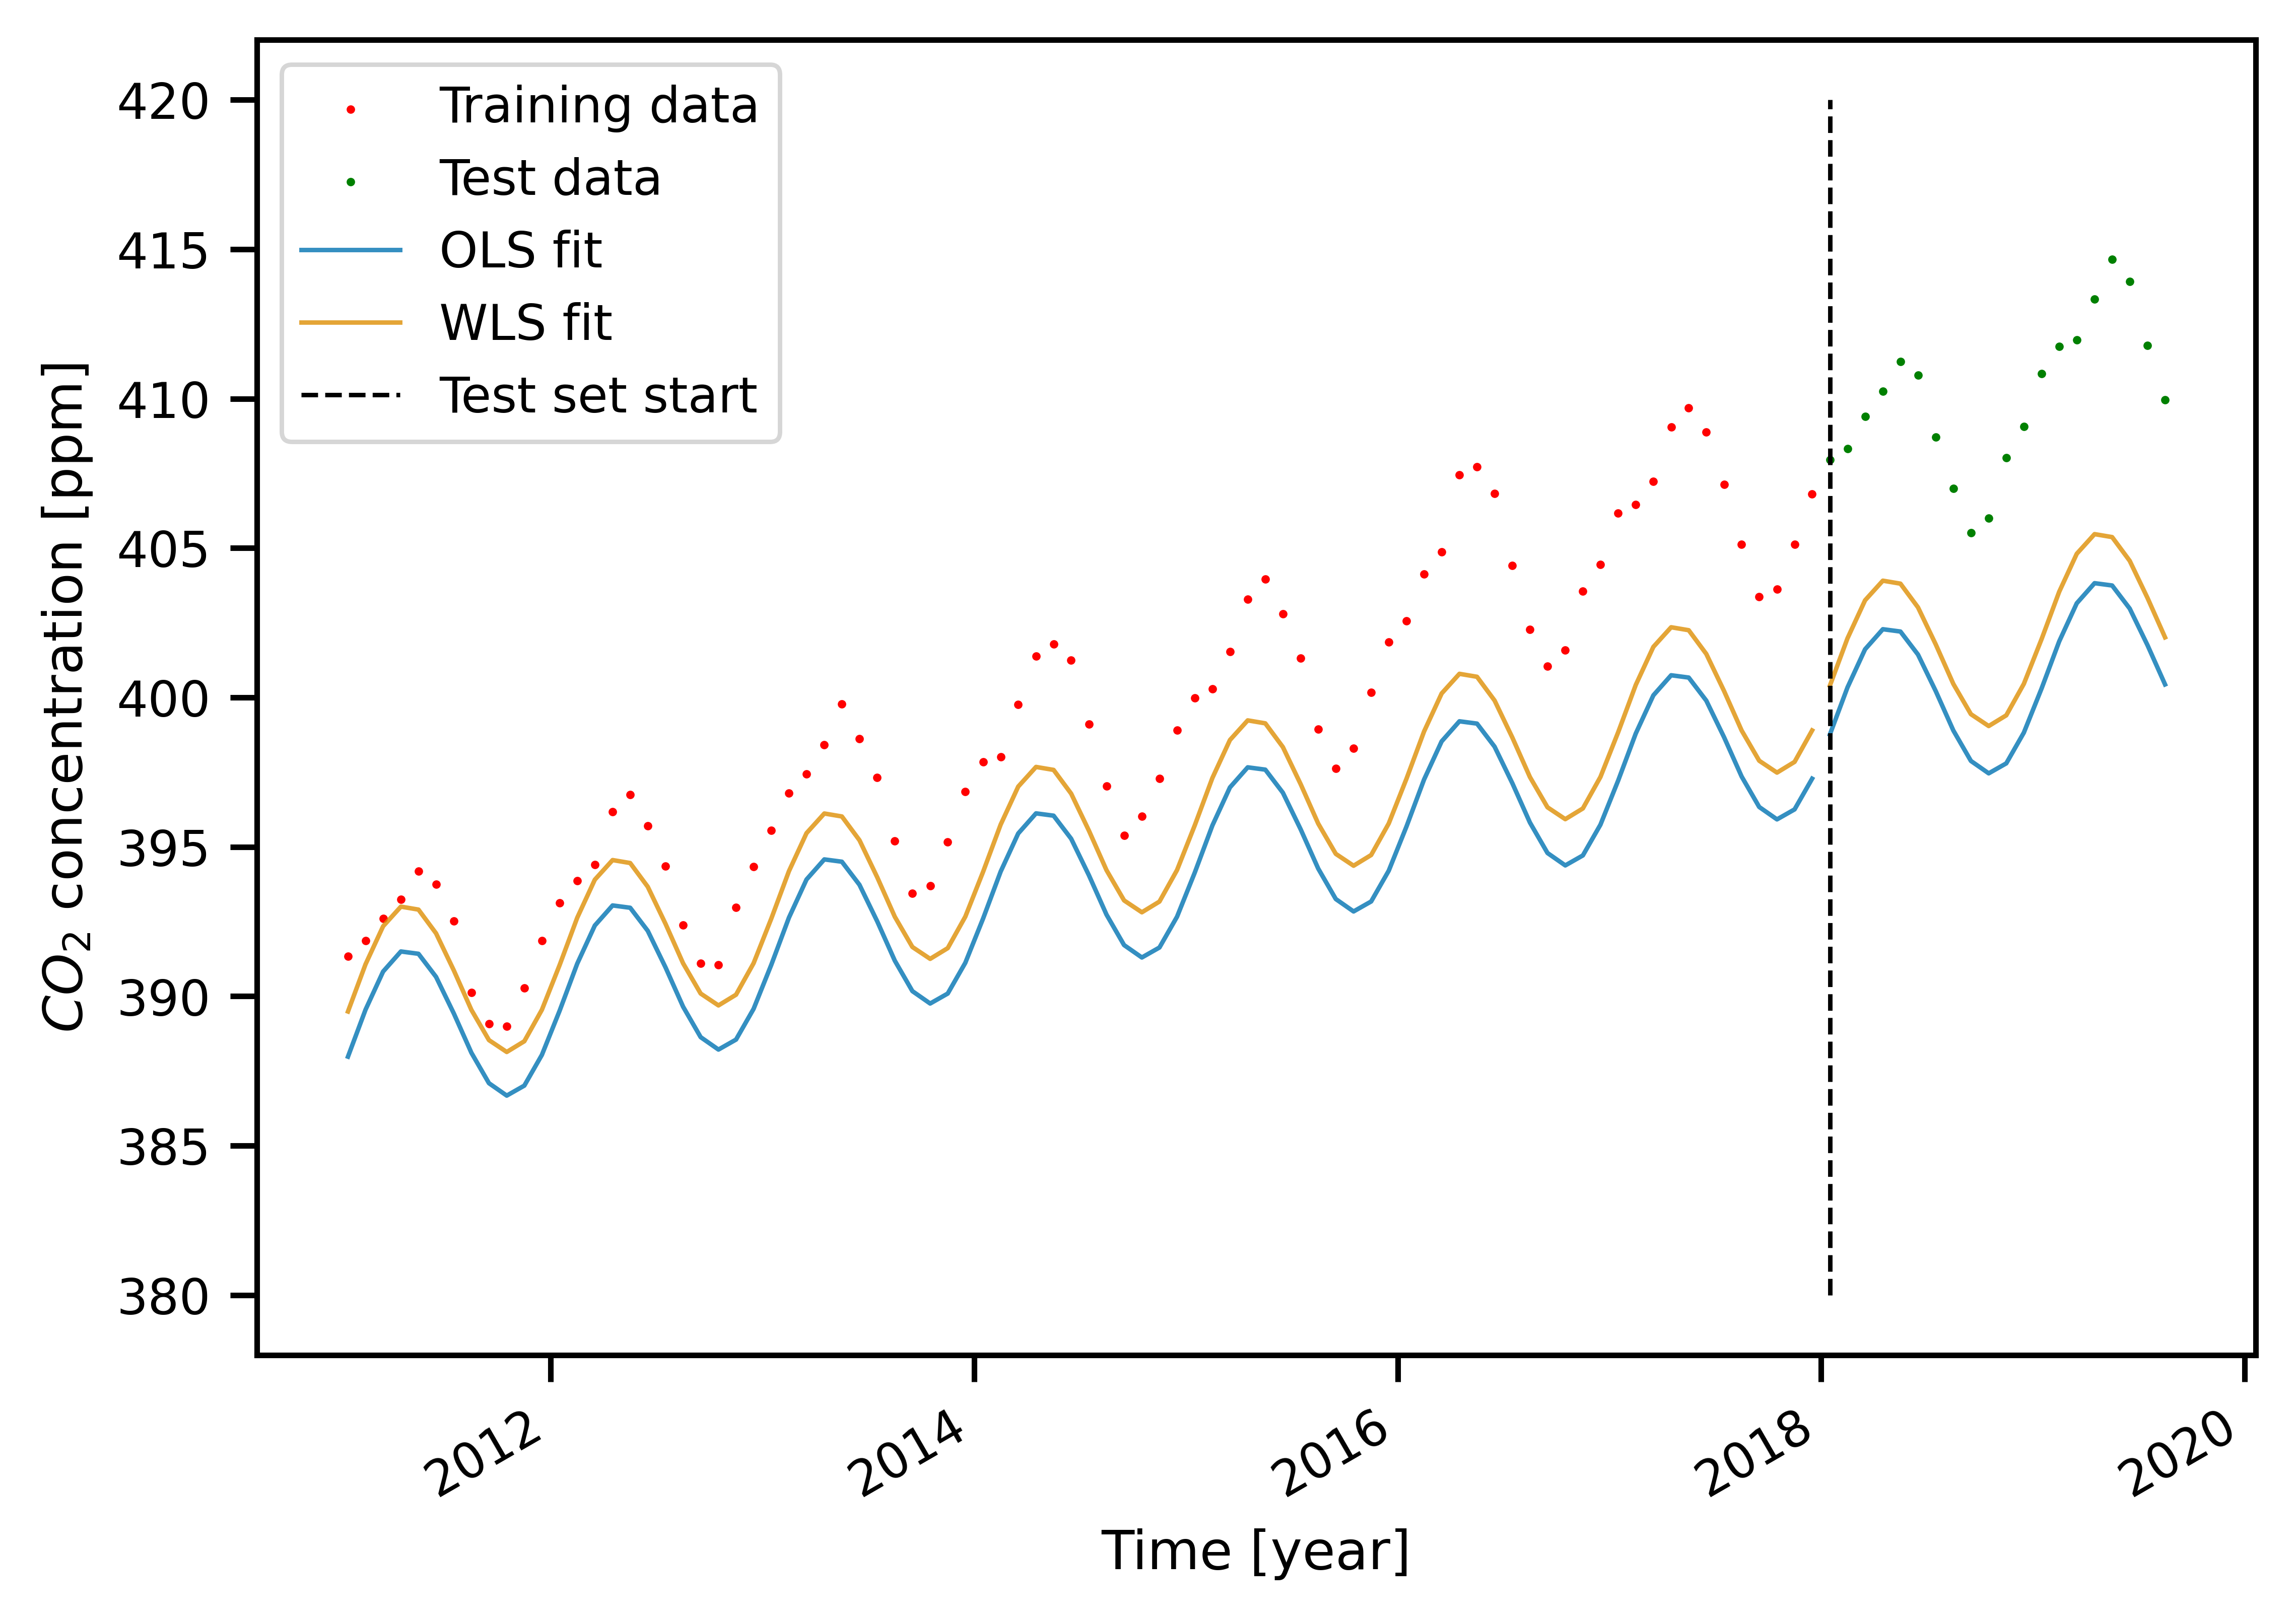 420
415
410
405
400
395
390
385
380
CO₂ concentration [ppm]
Training data
Test data
OLS fit
WLS fit
Test set start
2012
2014
2016
2018
2020
Time [year]